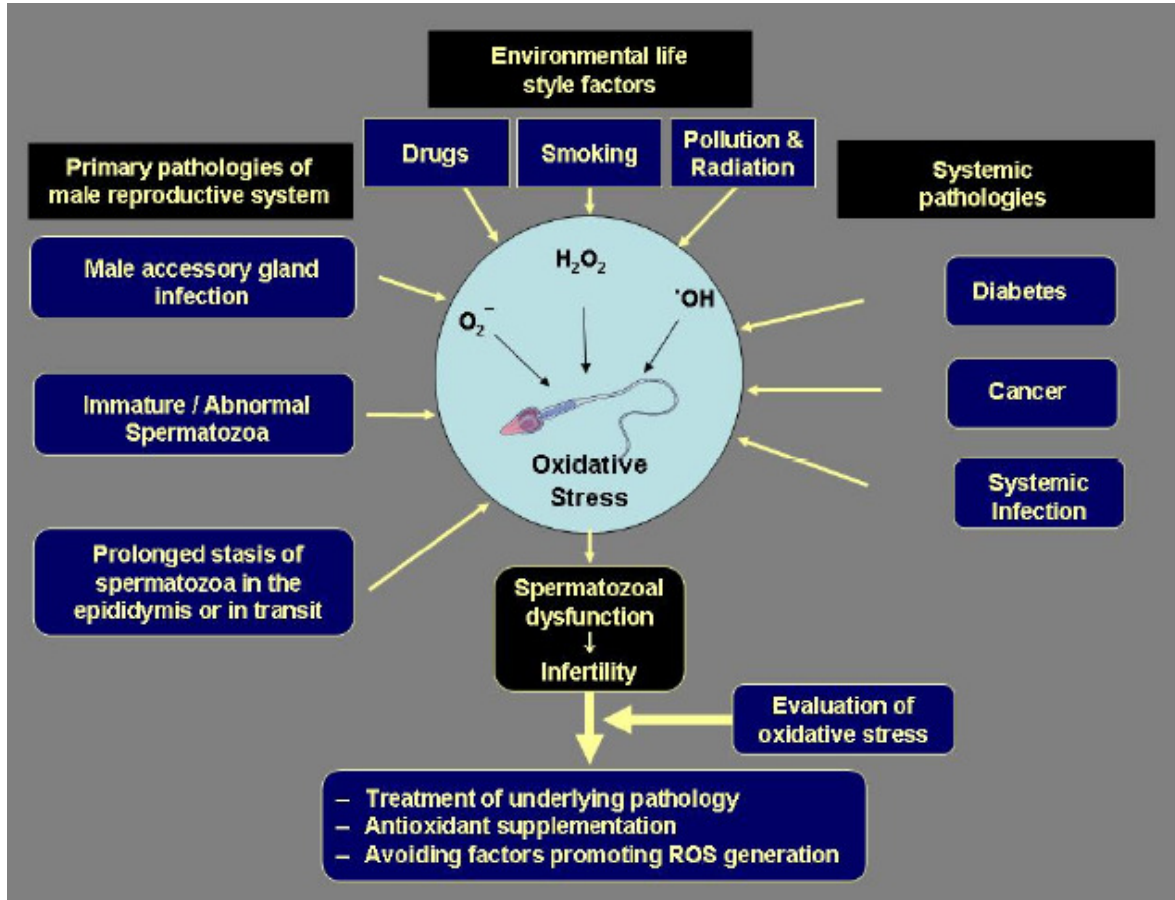 Environmental life
style factors
Drugs
Smoking
Pollution &
Radiation
Primary pathologies of
male reproductive system
Systemic
pathologies
Male accessory gland
infection
Immature / Abnormal
Spermatozoa
Prolonged stasis of
spermatozoa in the
epididymis or in transit
H₂O₂
O₂⁻
˙OH
Oxidative
Stress
Diabetes
Cancer
Systemic
Infection
Spermatozoal
dysfunction
↓
Infertility
Evaluation of
oxidative stress
– Treatment of underlying pathology
– Antioxidant supplementation
– Avoiding factors promoting ROS generation